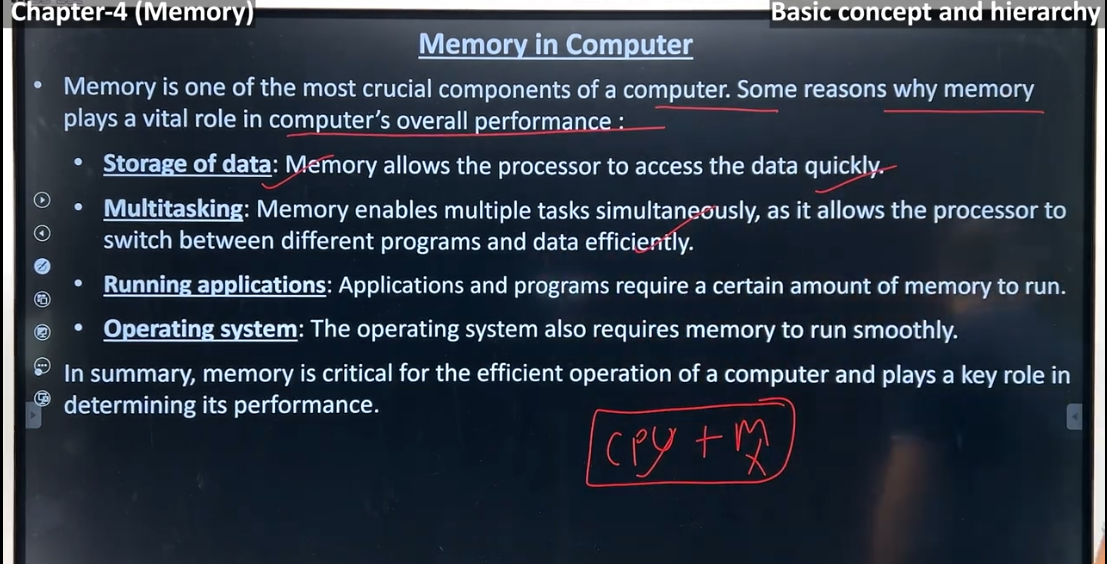 Chapter-4 (Memory)
Basic concept and hierarchy
Memory in Computer
• Memory is one of the most crucial components of a computer. Some reasons why memory
plays a vital role in computer's overall performance :
• Storage of data: Memory allows the processor to access the data quickly.
• Multitasking: Memory enables multiple tasks simultaneously, as it allows the processor to
switch between different programs and data efficiently.
• Running applications: Applications and programs require a certain amount of memory to run.
• Operating system: The operating system also requires memory to run smoothly.
• In summary, memory is critical for the efficient operation of a computer and plays a key role in
determining its performance.
CPU + M